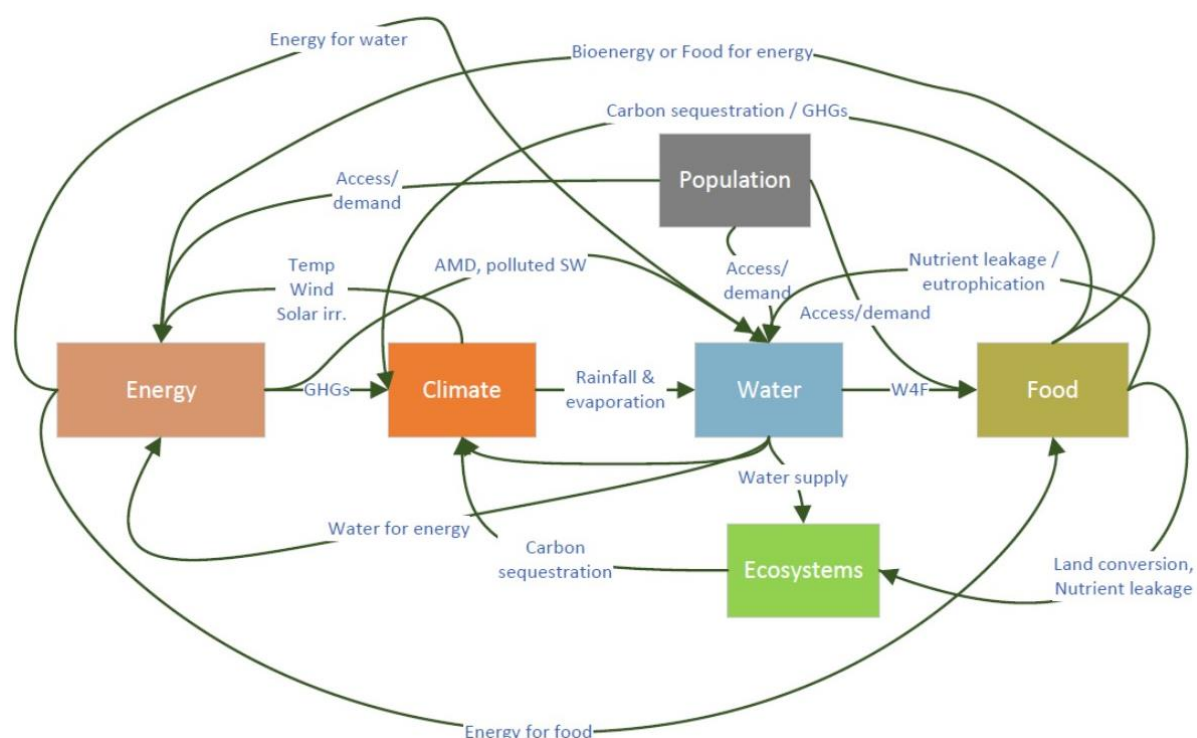 Energy for water
Bioenergy or Food for energy
Carbon sequestration / GHGs
Population
Access/
demand
AMD, polluted SW
Access/
demand
Nutrient leakage /
eutrophication
Temp
Wind
Solar irr.
Access/demand
Energy
GHGs
Climate
Rainfall &
evaporation
Water
W4F
Food
Water supply
Water for energy
Carbon
sequestration
Ecosystems
Land conversion,
Nutrient leakage
Energy for food